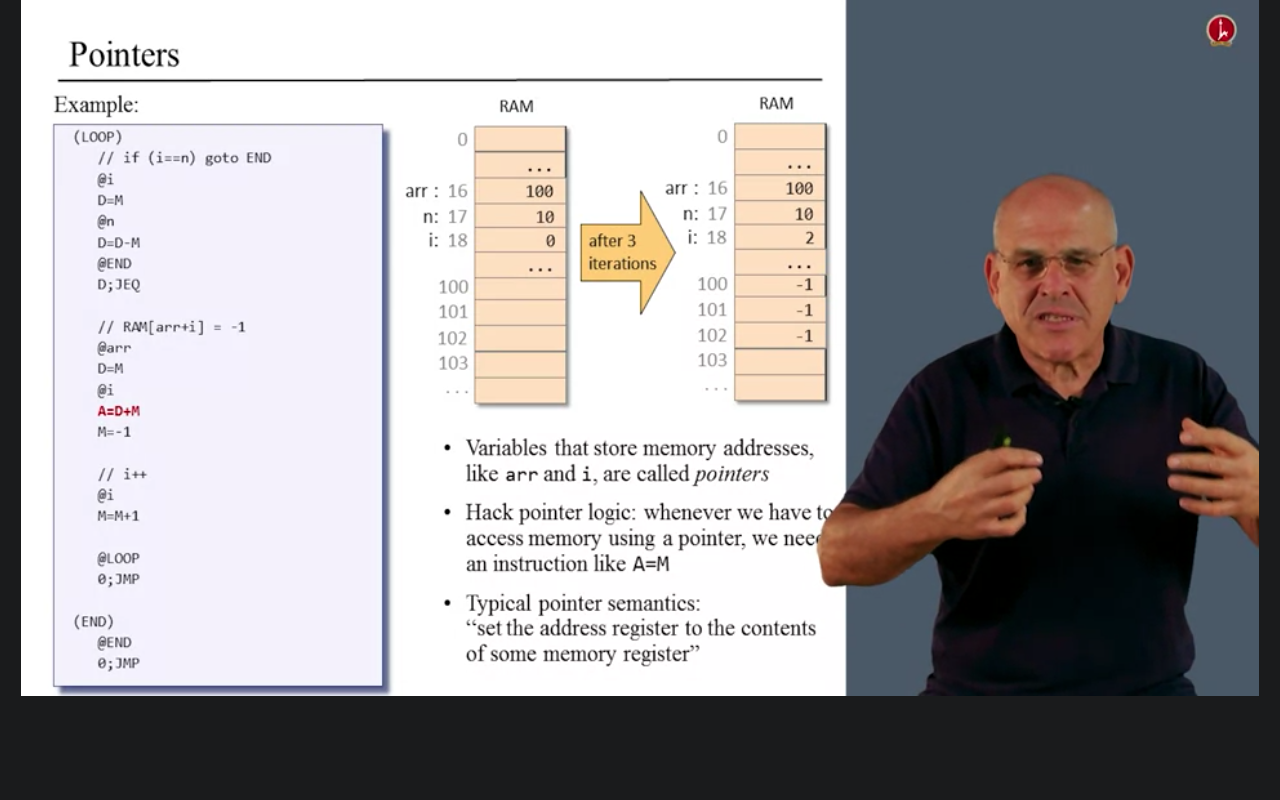 Pointers
Example:
(LOOP)
// if (i==n) goto END
@i
D=M
@n
D=D-M
@END
D;JEQ
// RAM[arr+i] = -1
@arr
D=M
@i
A=D+M
M=-1
// i++
@i
M=M+1
@LOOP
0;JMP
(END)
@END
0;JMP
RAM
0
...
arr : 16 100
n: 17 10
i: 18 0
...
100
101
102
103
...
after 3
iterations
RAM
0
...
arr : 16 100
n: 17 10
i: 18 2
...
100 -1
101 -1
102 -1
103
...
• Variables that store memory addresses,
like arr and i, are called pointers
• Hack pointer logic: whenever we have to
access memory using a pointer, we need
an instruction like A=M
• Typical pointer semantics:
“set the address register to the contents
of some memory register”